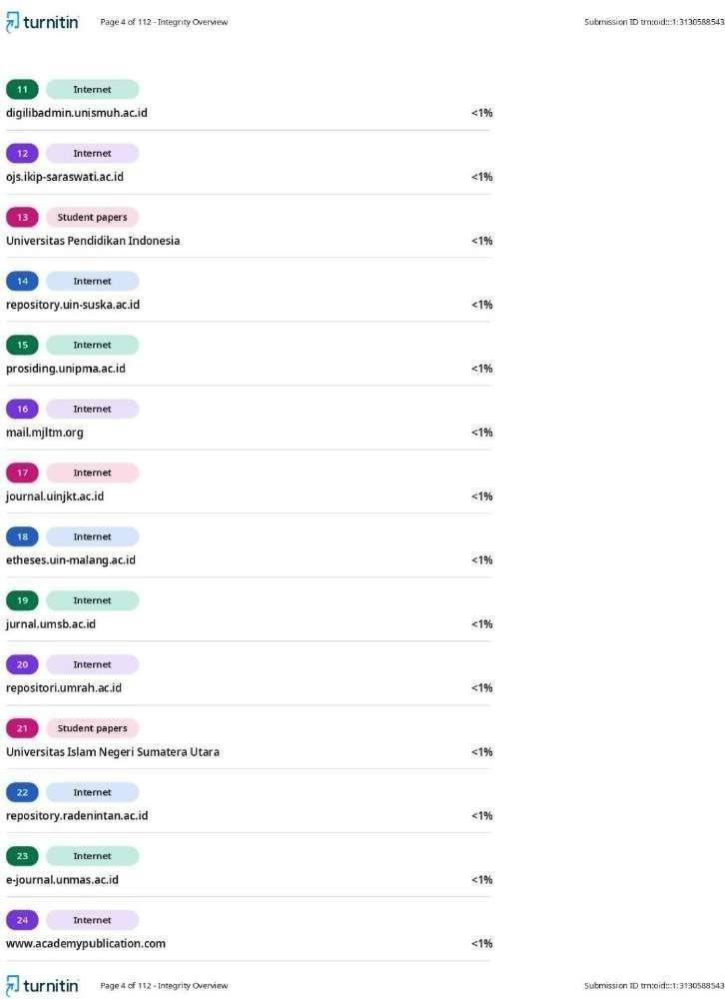 turnitin Page 4 of 112 - Integrity Overview Submission ID trn:oid:::1:3130588543
11 Internet
digilibadmin.unismuh.ac.id <1%
12 Internet
ojs.ikip-saraswati.ac.id <1%
13 Student papers
Universitas Pendidikan Indonesia <1%
14 Internet
repository.uin-suska.ac.id <1%
15 Internet
prosiding.unipma.ac.id <1%
16 Internet
mail.mjltm.org <1%
17 Internet
journal.uinjkt.ac.id <1%
18 Internet
etheses.uin-malang.ac.id <1%
19 Internet
jurnal.umsb.ac.id <1%
20 Internet
repositori.umrah.ac.id <1%
21 Student papers
Universitas Islam Negeri Sumatera Utara <1%
22 Internet
repository.radenintan.ac.id <1%
23 Internet
e-journal.unmas.ac.id <1%
24 Internet
www.academypublication.com <1%
turnitin Page 4 of 112 - Integrity Overview Submission ID trn:oid:::1:3130588543